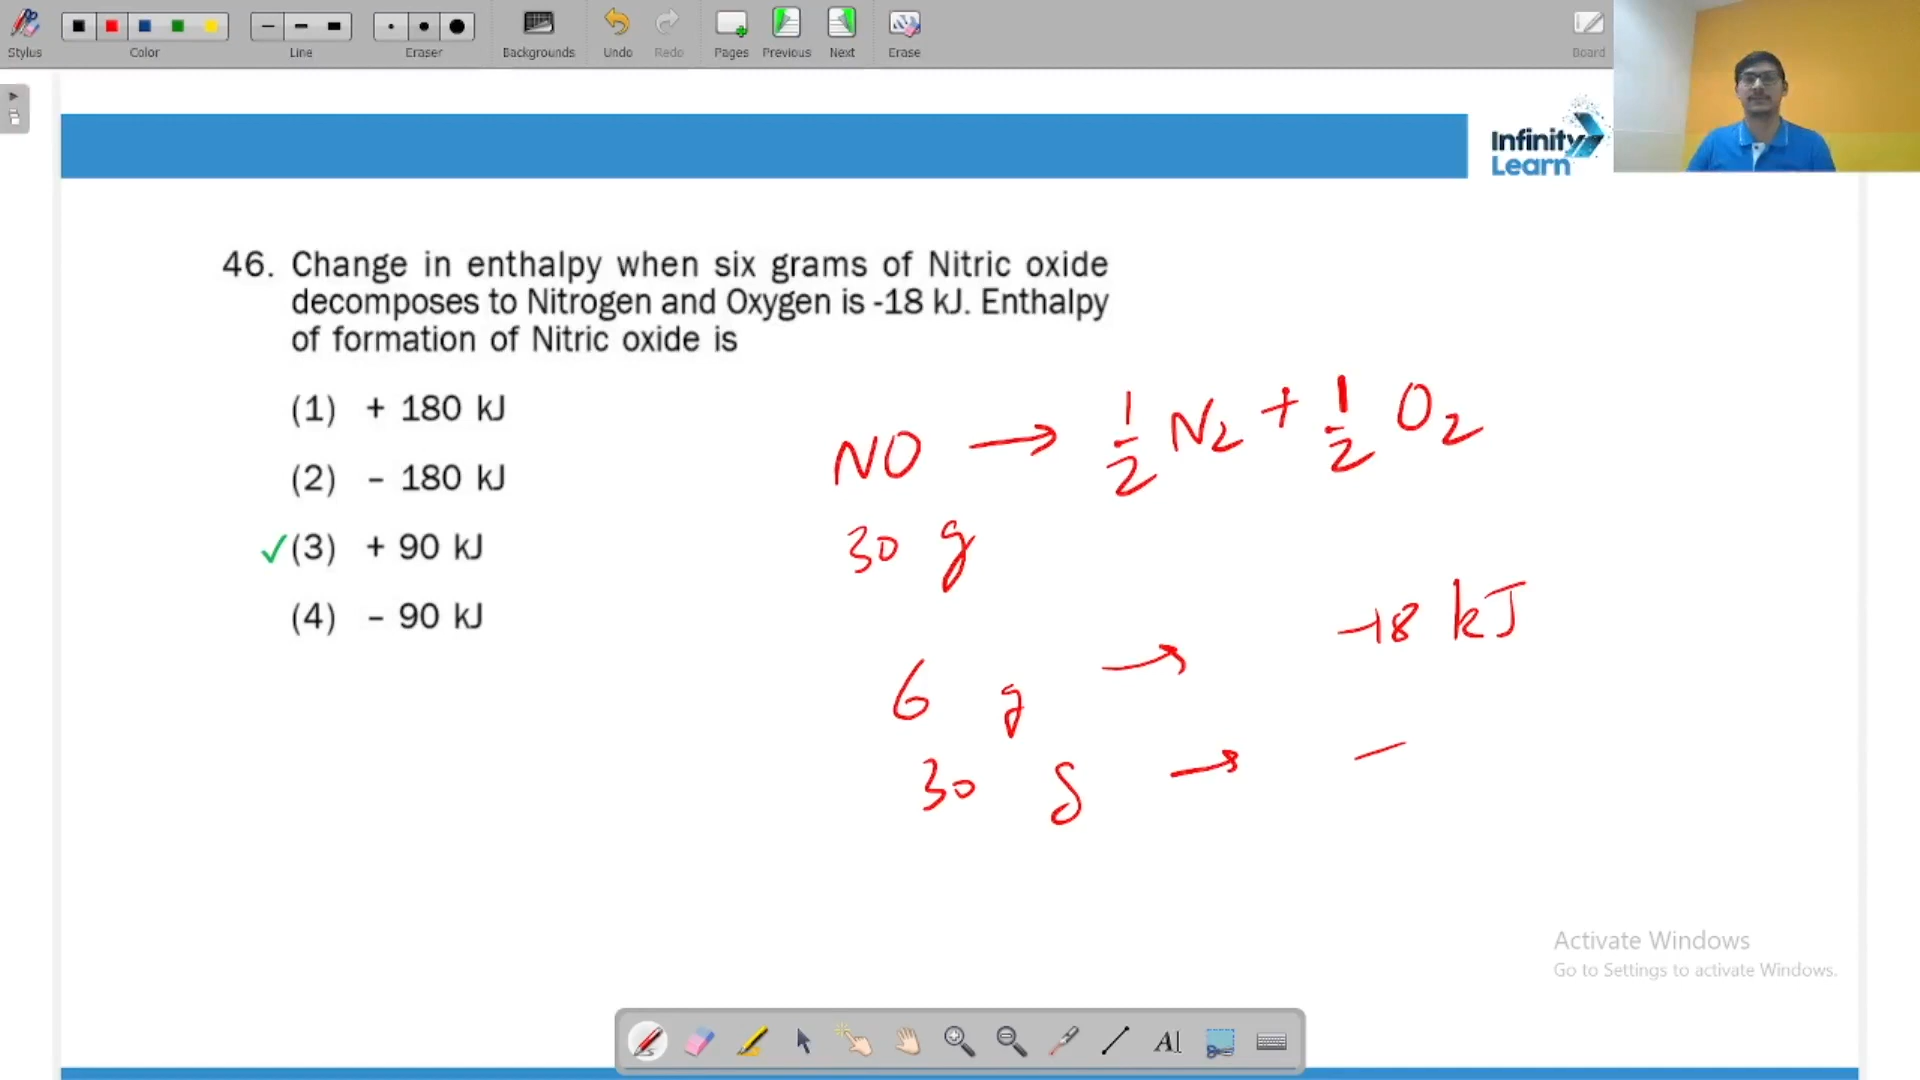 Stylus Color Line Eraser Backgrounds Undo Redo Pages Previous Next Erase Board
Infinity
Learn
46. Change in enthalpy when six grams of Nitric oxide
decomposes to Nitrogen and Oxygen is -18 kJ. Enthalpy
of formation of Nitric oxide is
(1) + 180 kJ
(2) - 180 kJ
✓(3) + 90 kJ
(4) - 90 kJ
NO → 1/2 N2 + 1/2 O2
30 g
6 g → -18 kJ
30 g → -
Activate Windows
Go to Settings to activate Windows.
AI